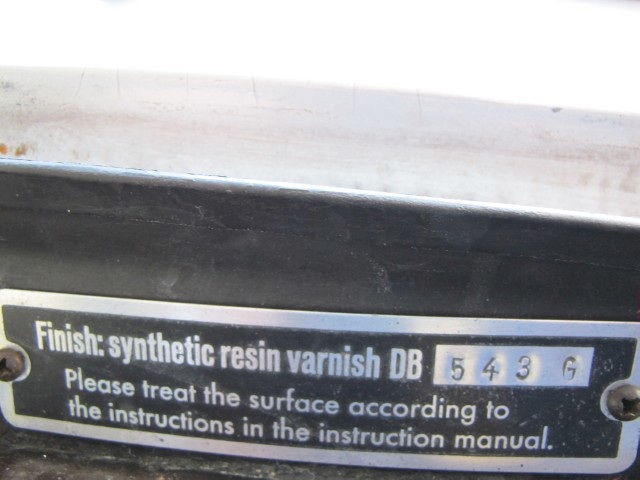 Finish: synthetic resin varnish DB 543 G
Please treat the surface according to
the instructions in the instruction manual.